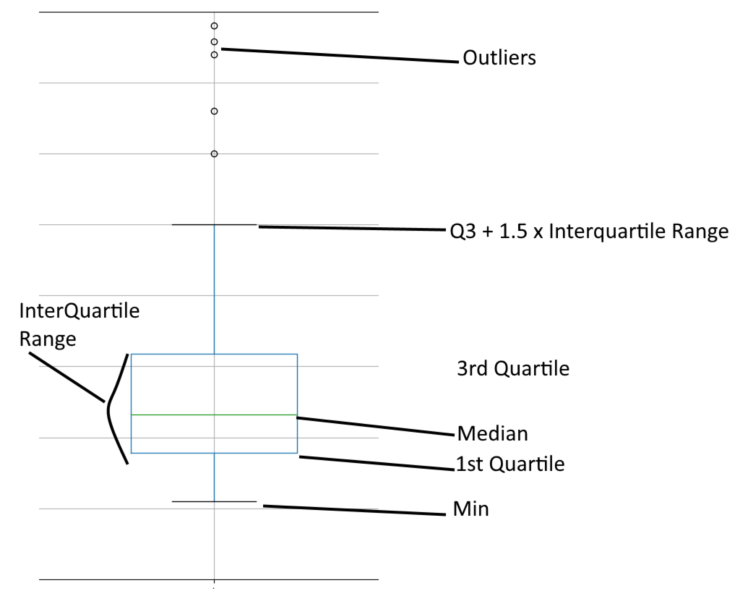 Outliers
Q3 + 1.5 x Interquartile Range
InterQuartile
Range
3rd Quartile
Median
1st Quartile
Min